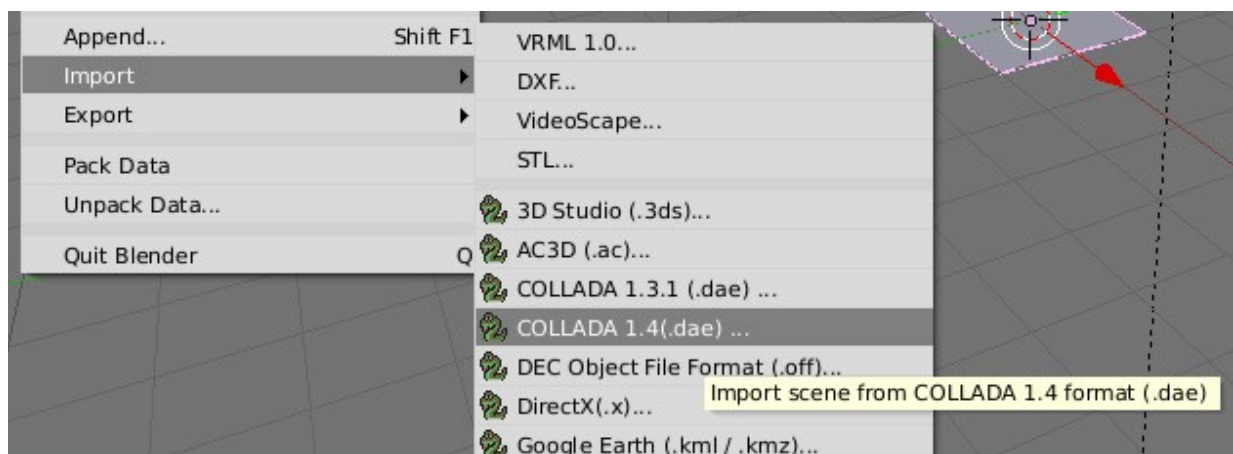 Append... Shift F1
Import
Export
Pack Data
Unpack Data...
Quit Blender Q
VRML 1.0...
DXF...
VideoScape...
STL...
3D Studio (.3ds)...
AC3D (.ac)...
COLLADA 1.3.1 (.dae) ...
COLLADA 1.4(.dae) ...
DEC Object File Format (.off)...
Import scene from COLLADA 1.4 format (.dae)
DirectX(.x)...
Google Earth (.kml / .kmz)...